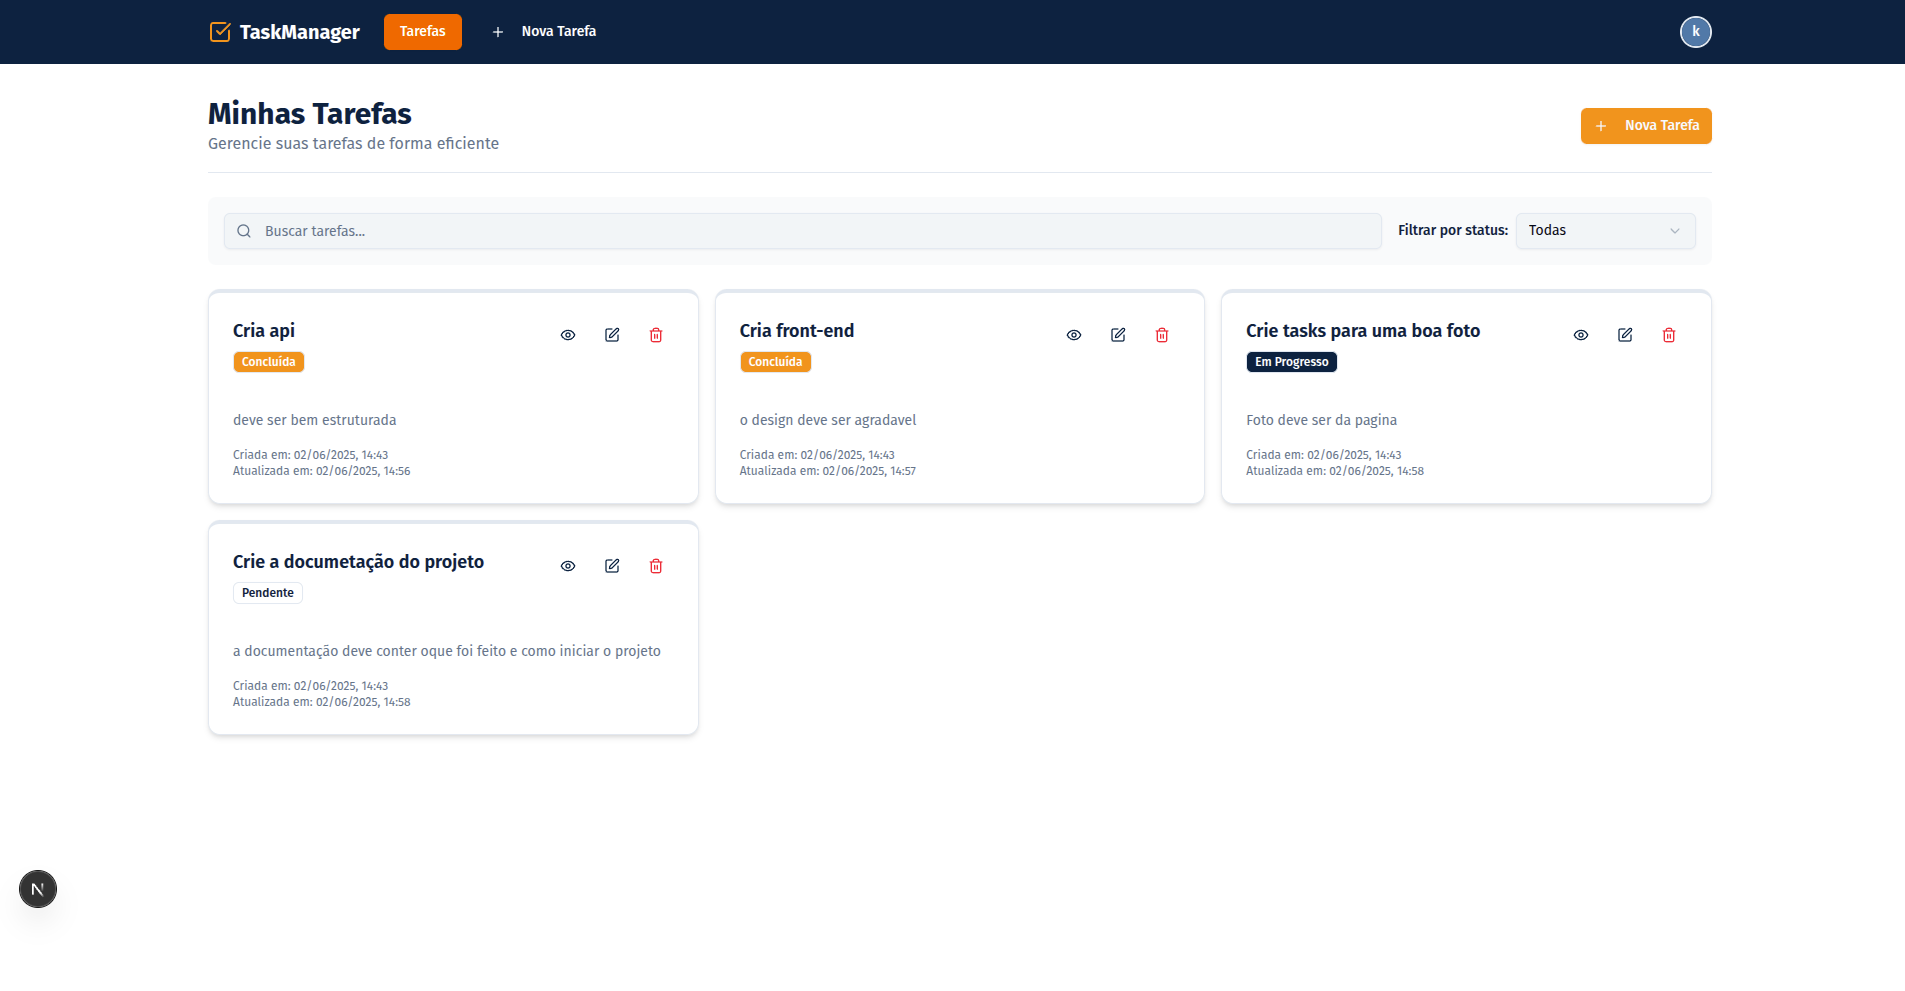 TaskManager
Tarefas
Nova Tarefa
k
Minhas Tarefas
Gerencie suas tarefas de forma eficiente
Nova Tarefa
Buscar tarefas...
Filtrar por status:
Todas
Cria api
Concluída
deve ser bem estruturada
Criada em: 02/06/2025, 14:43
Atualizada em: 02/06/2025, 14:56
Cria front-end
Concluída
o design deve ser agradavel
Criada em: 02/06/2025, 14:43
Atualizada em: 02/06/2025, 14:57
Crie tasks para uma boa foto
Em Progresso
Foto deve ser da pagina
Criada em: 02/06/2025, 14:43
Atualizada em: 02/06/2025, 14:58
Crie a documetação do projeto
Pendente
a documentação deve conter oque foi feito e como iniciar o projeto
Criada em: 02/06/2025, 14:43
Atualizada em: 02/06/2025, 14:58
N